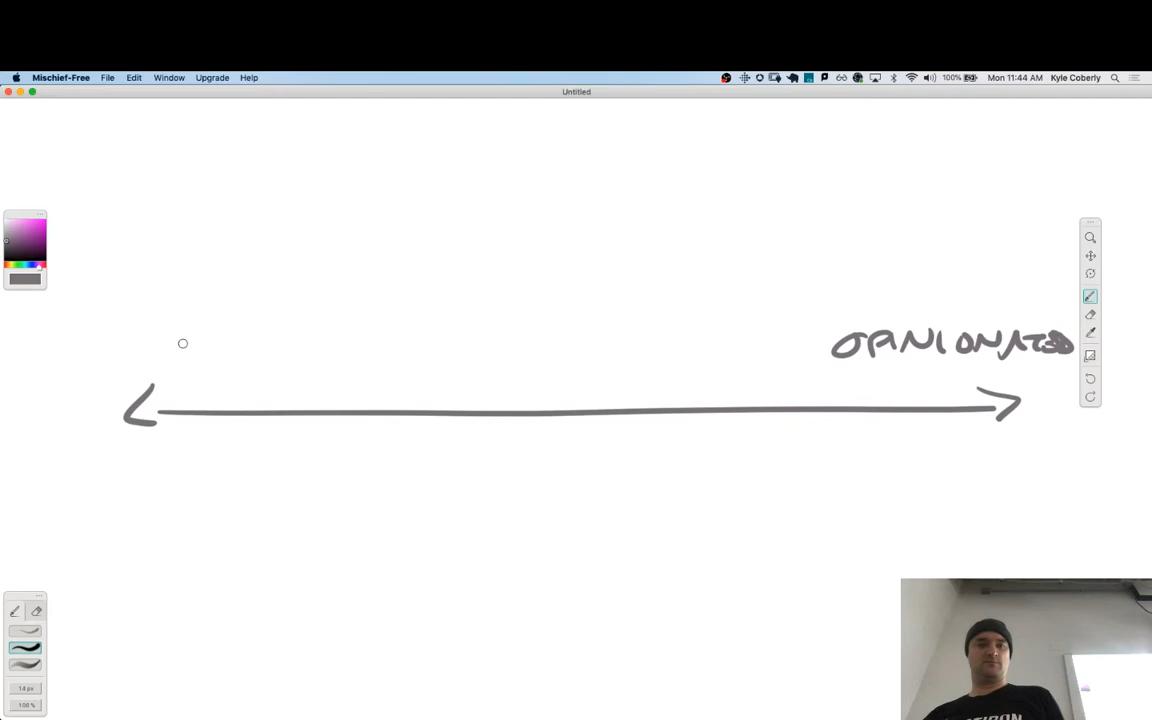 Mischief-Free File Edit Window Upgrade Help 100% Mon 11:44 AM Kyle Coberly
Untitled
OPINIONATED
14 px
100 %